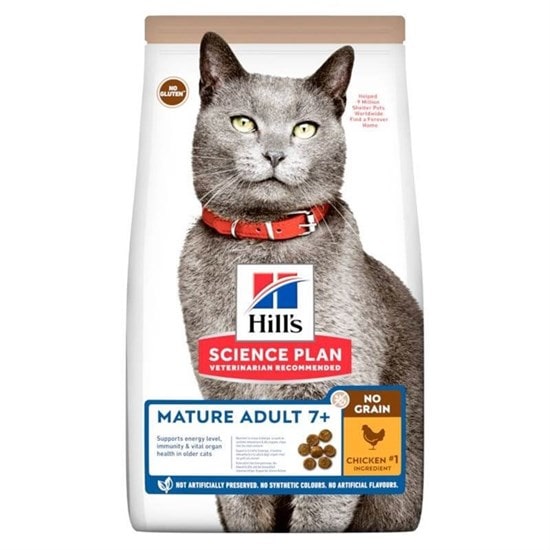 NO
GLUTEN
Helped
9 Million
Shelter Pets
Worldwide
Find a Forever
Home
Hill's
SCIENCE PLAN
VETERINARIAN RECOMMENDED
NO
GRAIN
MATURE ADULT 7+
Supports energy level,
immunity & vital organ
health in older cats
CHICKEN #1
INGREDIENT
NOT ARTIFICIALLY PRESERVED. NO SYNTHETIC COLOURS. NO ARTIFICIAL FLAVOURS.